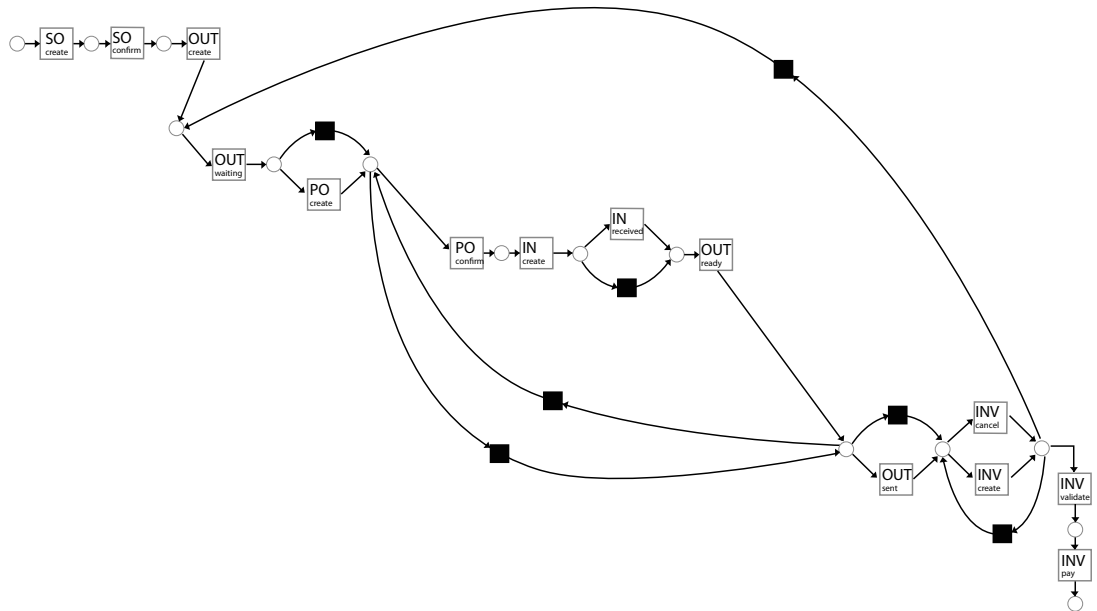 SO
create
SO
confirm
OUT
create
OUT
waiting
PO
create
PO
confirm
IN
create
IN
received
OUT
ready
OUT
sent
INV
cancel
INV
create
INV
validate
INV
pay